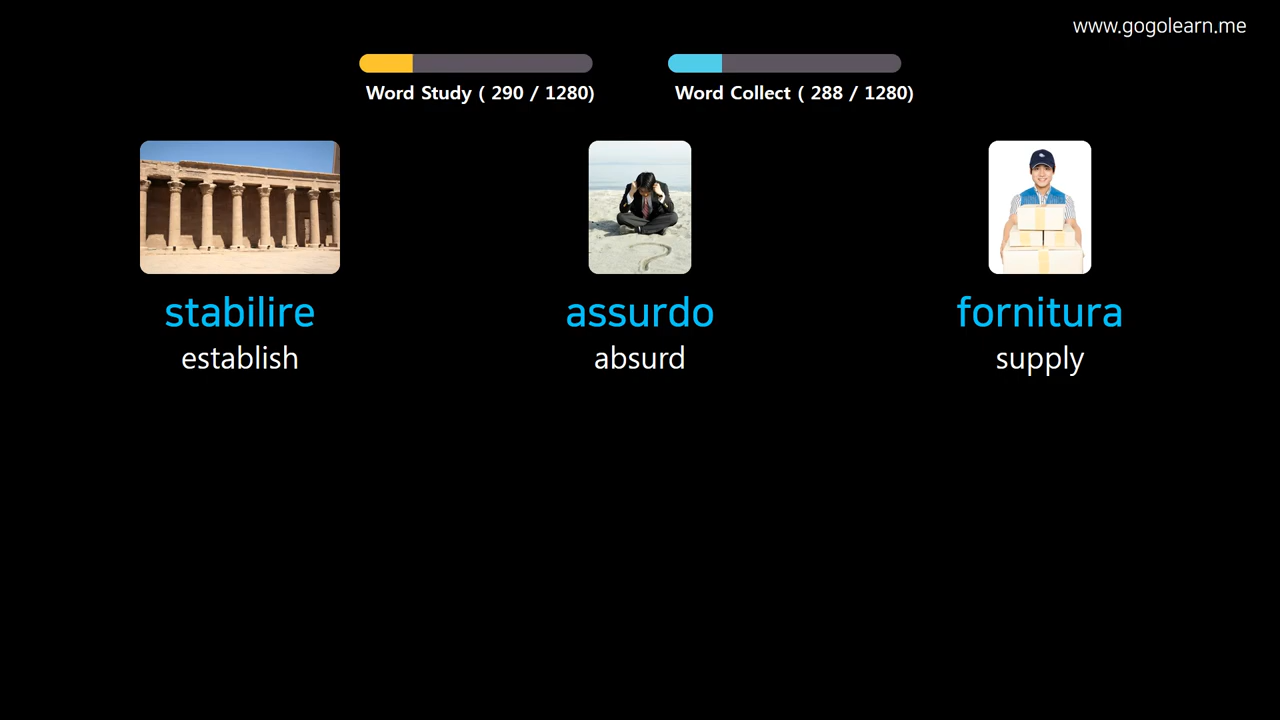 www.gogolearn.me
Word Study ( 290 / 1280)
Word Collect ( 288 / 1280)
stabilire
assurdo
fornitura
establish
absurd
supply